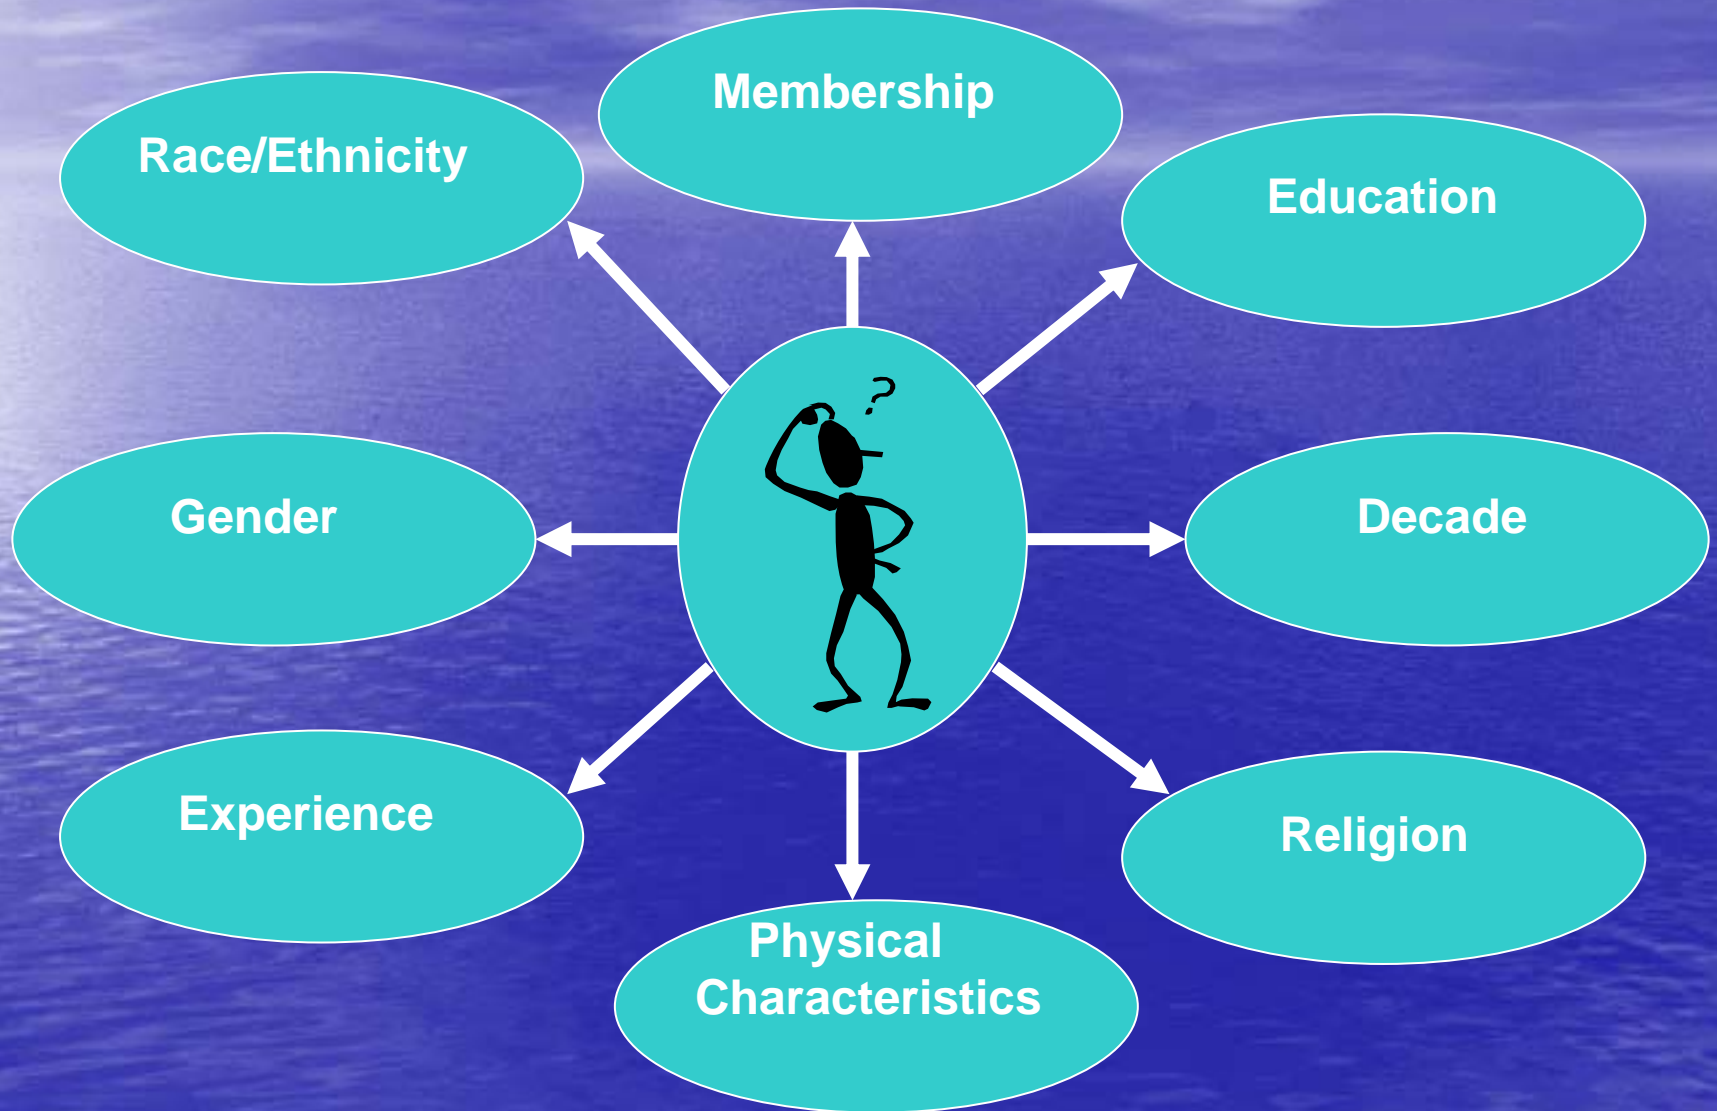 Membership
Race/Ethnicity
Education
Gender
?
Decade
Experience
Religion
Physical
Characteristics